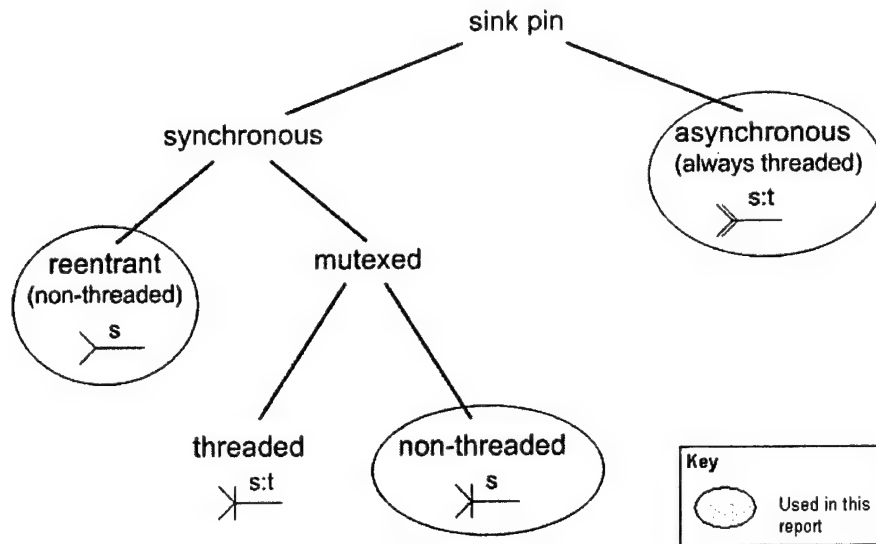 sink pin
synchronous
asynchronous
(always threaded)
s:t
reentrant
(non-threaded)
s
mutexed
threaded
s:t
non-threaded
s
Key
Used in this
report